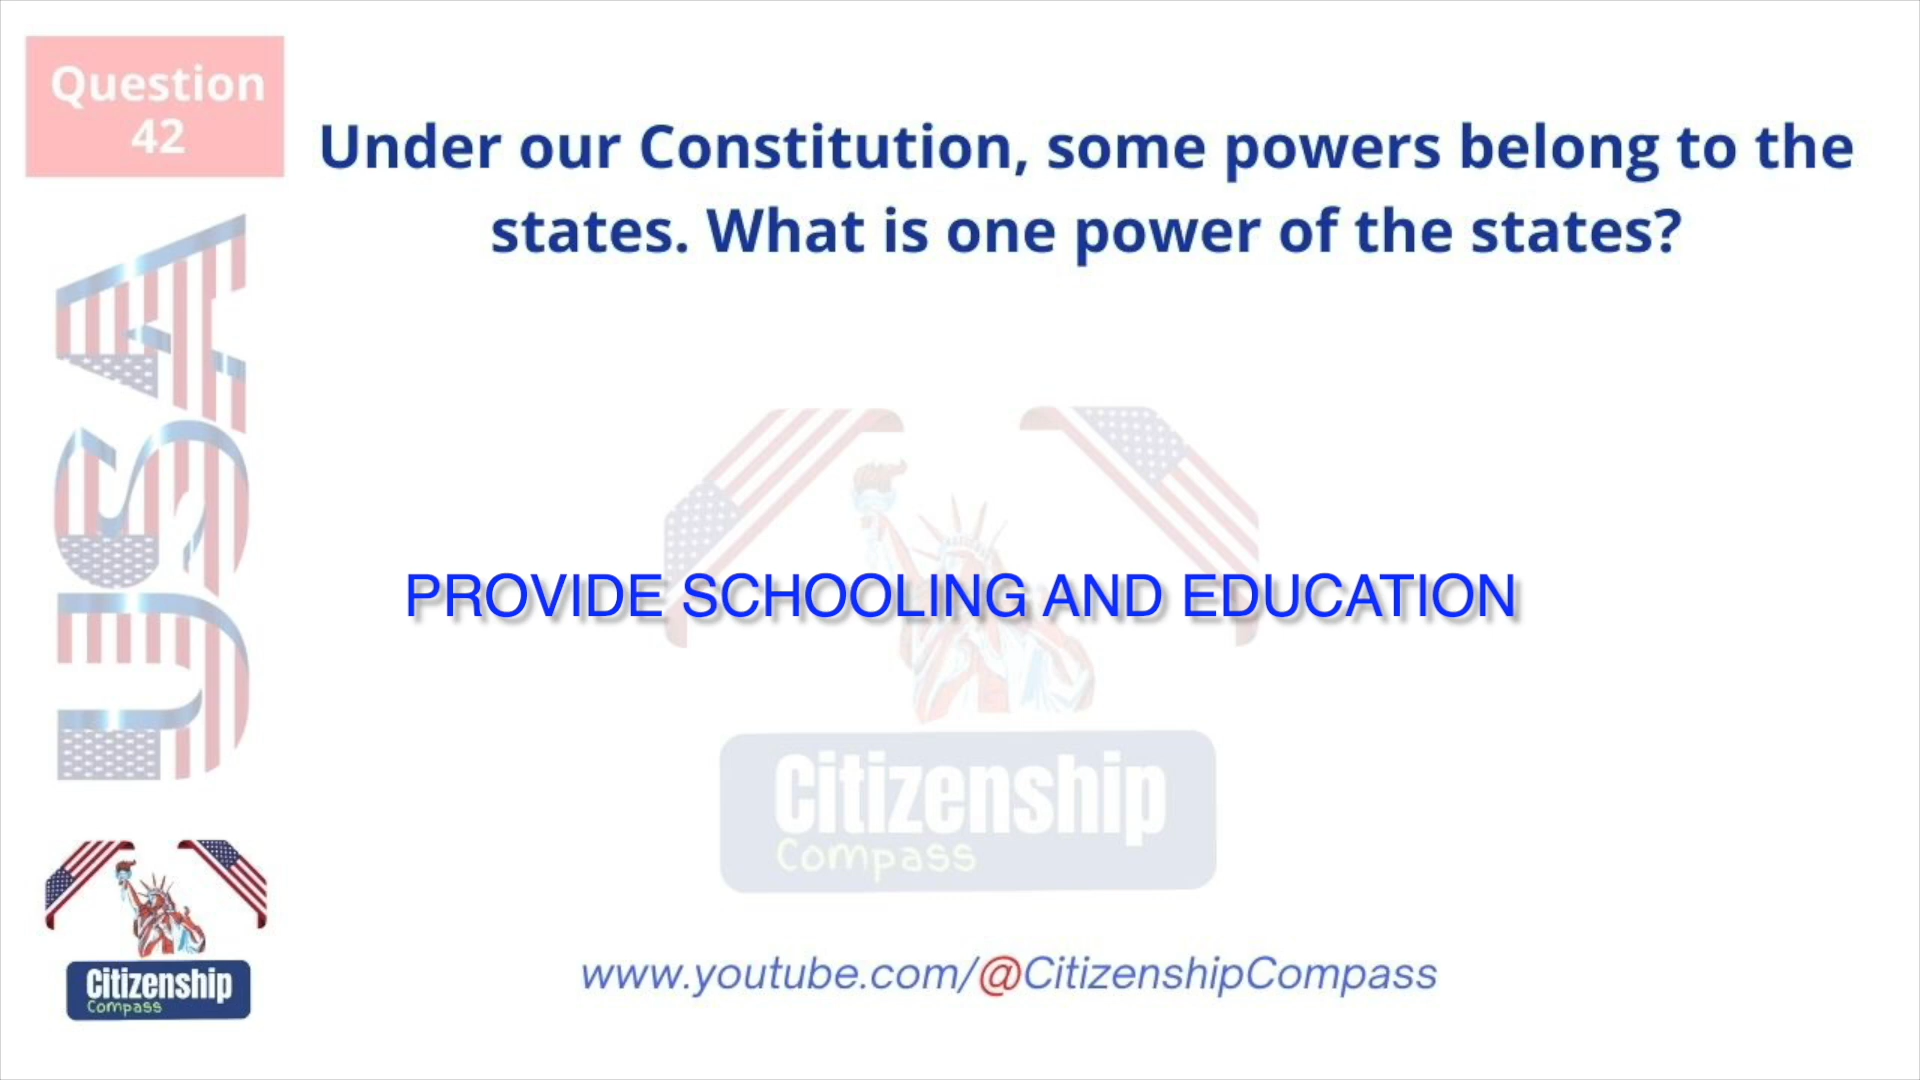 Question
42
Under our Constitution, some powers belong to the
states. What is one power of the states?
USA
PROVIDE SCHOOLING AND EDUCATION
Citizenship
Compass
Citizenship
Compass
www.youtube.com/@CitizenshipCompass